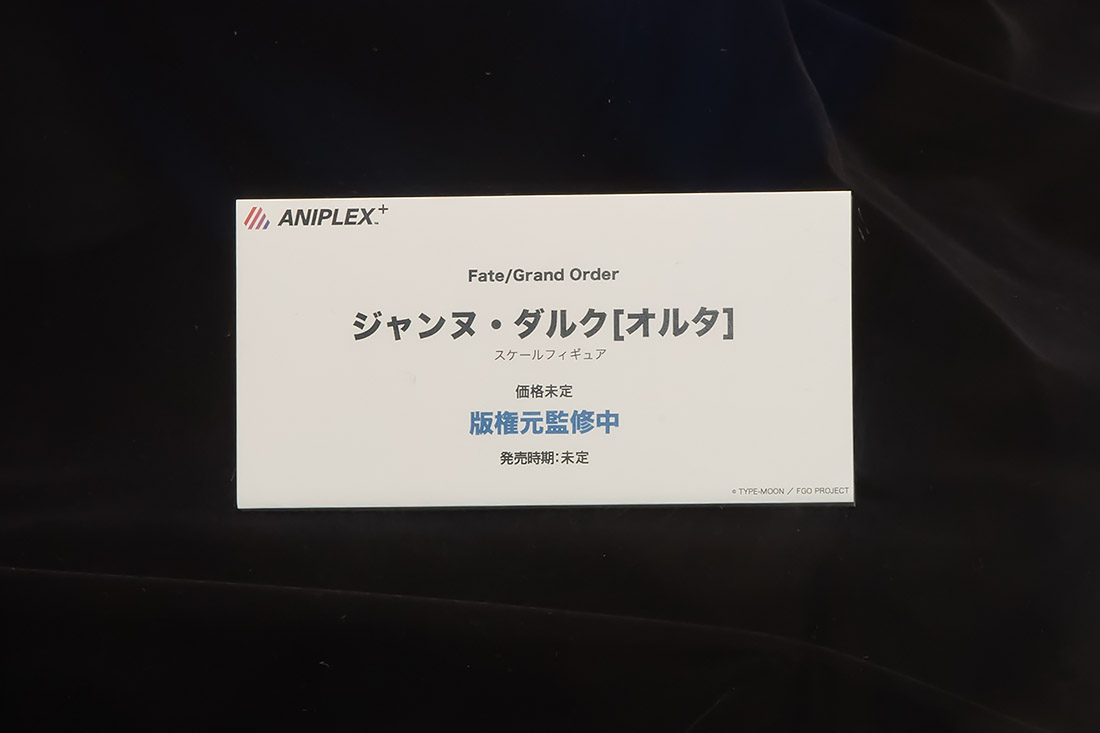 ANIPLEX+
Fate/Grand Order
ジャンヌ・ダルク[オルタ]
スケールフィギュア
価格未定
版権元監修中
発売時期:未定
© TYPE-MOON / FGO PROJECT